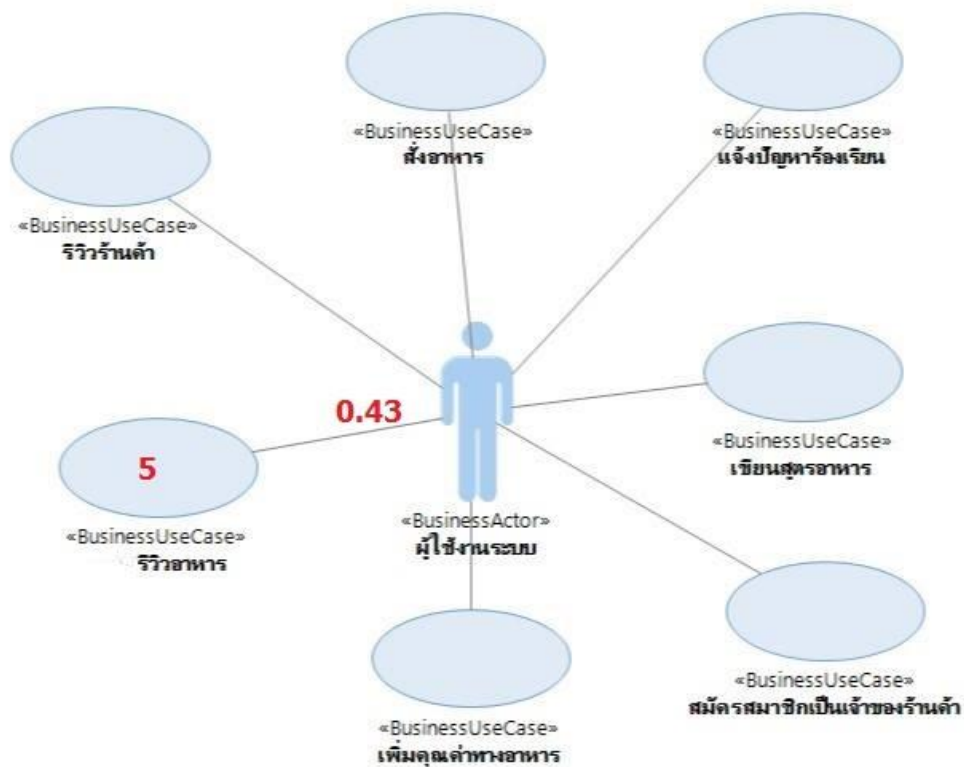 «BusinessUseCase»
สั่งอาหาร
«BusinessUseCase»
แจ้งปัญหาร้องเรียน
«BusinessUseCase»
รีวิวร้านค้า
0.43
«BusinessUseCase»
เขียนสูตรอาหาร
5
«BusinessUseCase»
รีวิวอาหาร
«BusinessActor»
ผู้ใช้งานระบบ
«BusinessUseCase»
สมัครสมาชิกเป็นเจ้าของร้านค้า
«BusinessUseCase»
เพิ่มคุณค่าทางอาหาร